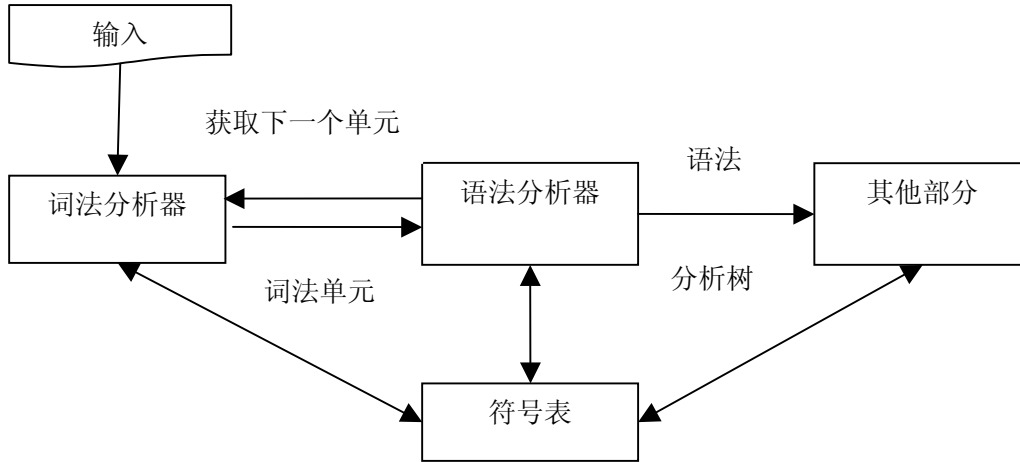 输入
获取下一个单元
语法
词法分析器
语法分析器
其他部分
词法单元
分析树
符号表